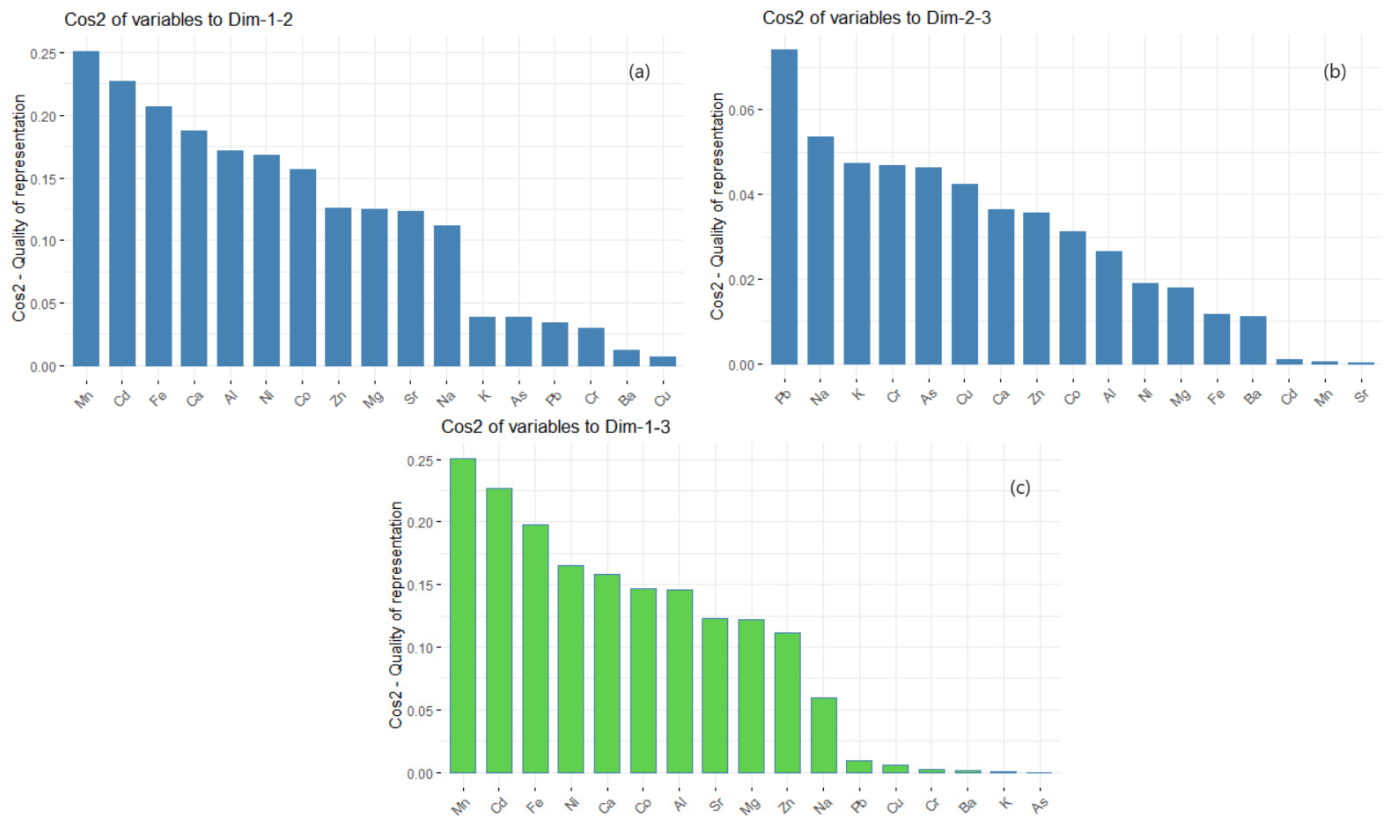 Cos2 of variables to Dim-1-2
(a)
Cos2 - Quality of representation
0.25
0.20
0.15
0.10
0.05
0.00
Mn Cd Fe Ca Al Ni Co Zn Mg Sr Na K As Pb Cr Ba Cu
Cos2 of variables to Dim-2-3
(b)
Cos2 - Quality of representation
0.06
0.04
0.02
0.00
Pb Na K Cr As Cu Ca Zn Co Al Ni Mg Fe Ba Cd Mn Sr
Cos2 of variables to Dim-1-3
(c)
Cos2 - Quality of representation
0.25
0.20
0.15
0.10
0.05
0.00
Mn Cd Fe Ni Ca Co Al Sr Mg Zn Na Pb Cu Cr Ba K As